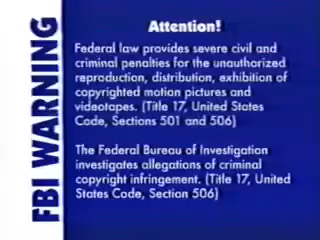 FBI WARNING
Attention!
Federal law provides severe civil and
criminal penalties for the unauthorized
reproduction, distribution, exhibition of
copyrighted motion pictures and
videotapes. (Title 17, United States
Code, Sections 501 and 506)
The Federal Bureau of Investigation
investigates allegations of criminal
copyright infringement. (Title 17, United
States Code, Section 506)